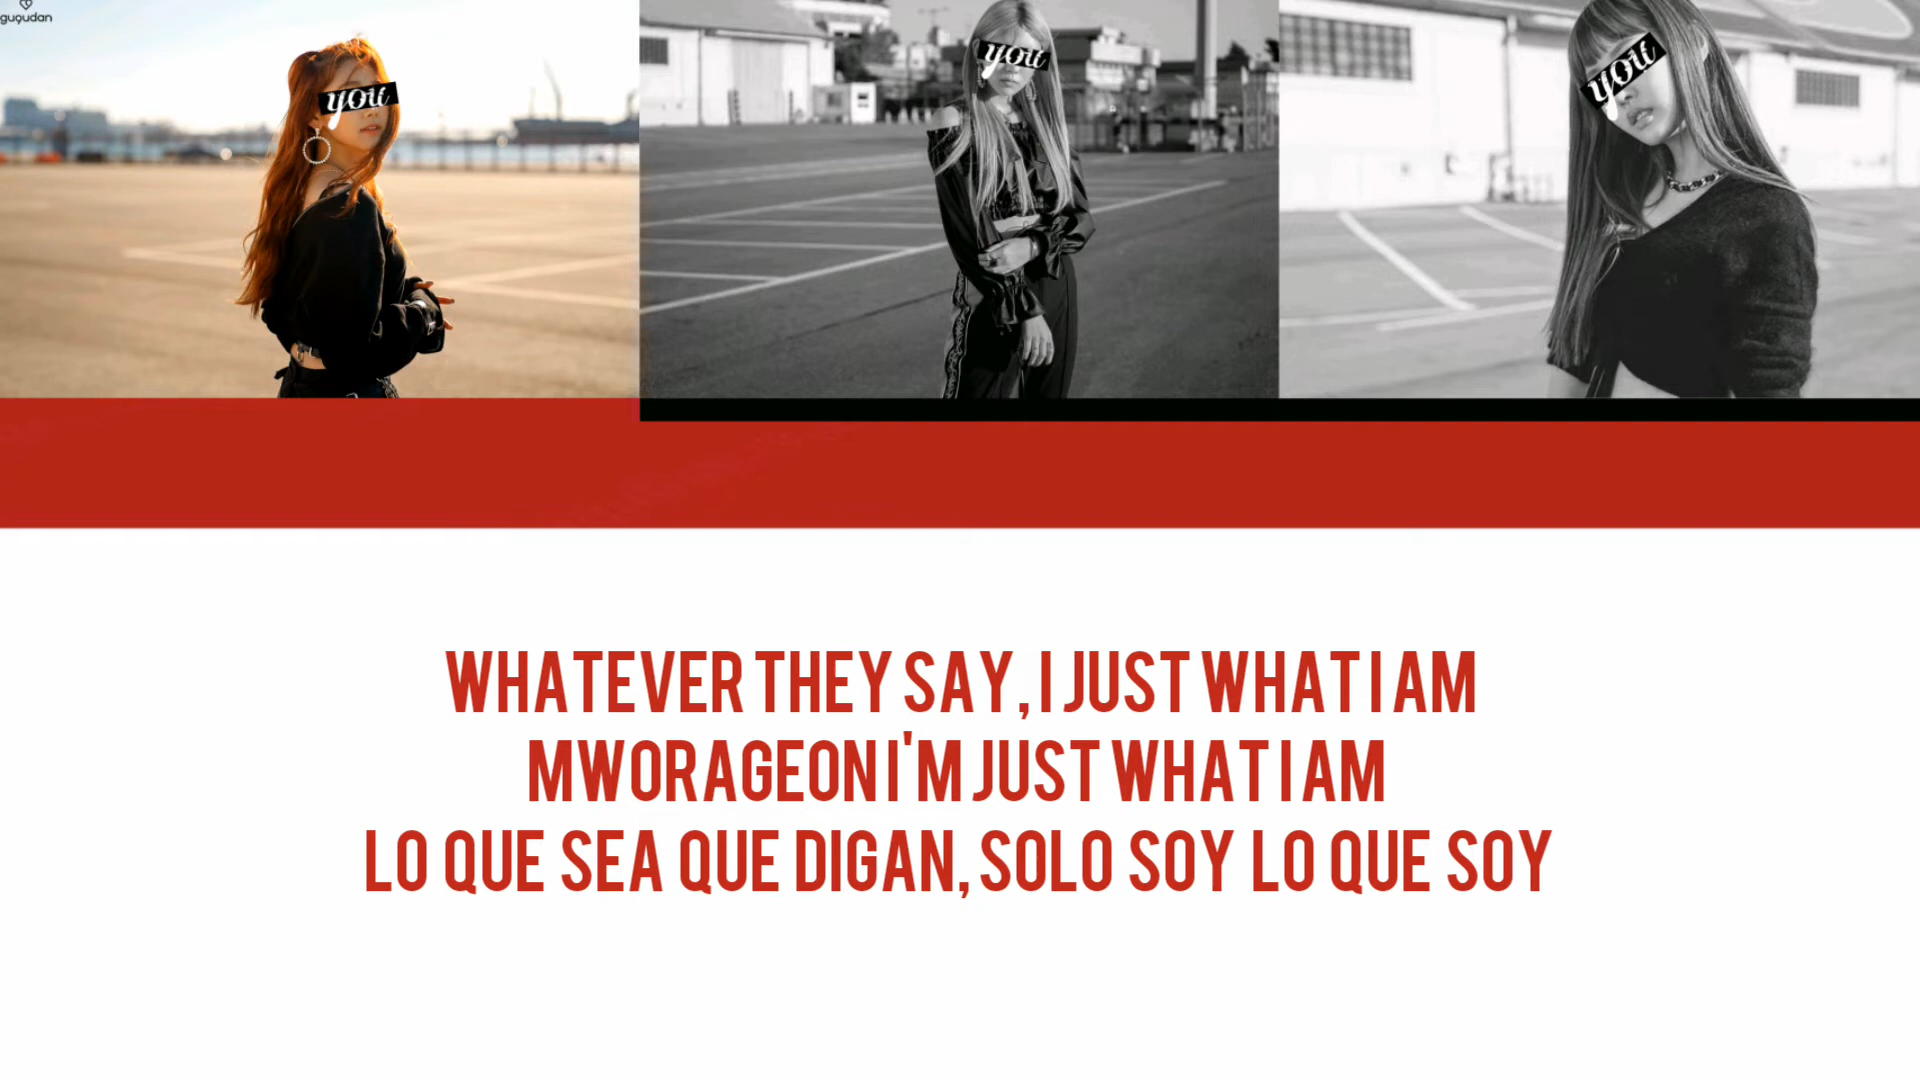 gugudan
you
you
you
WHATEVER THEY SAY, I JUST WHAT I AM
MWORAGEON I'M JUST WHAT I AM
LO QUE SEA QUE DIGAN, SOLO SOY LO QUE SOY